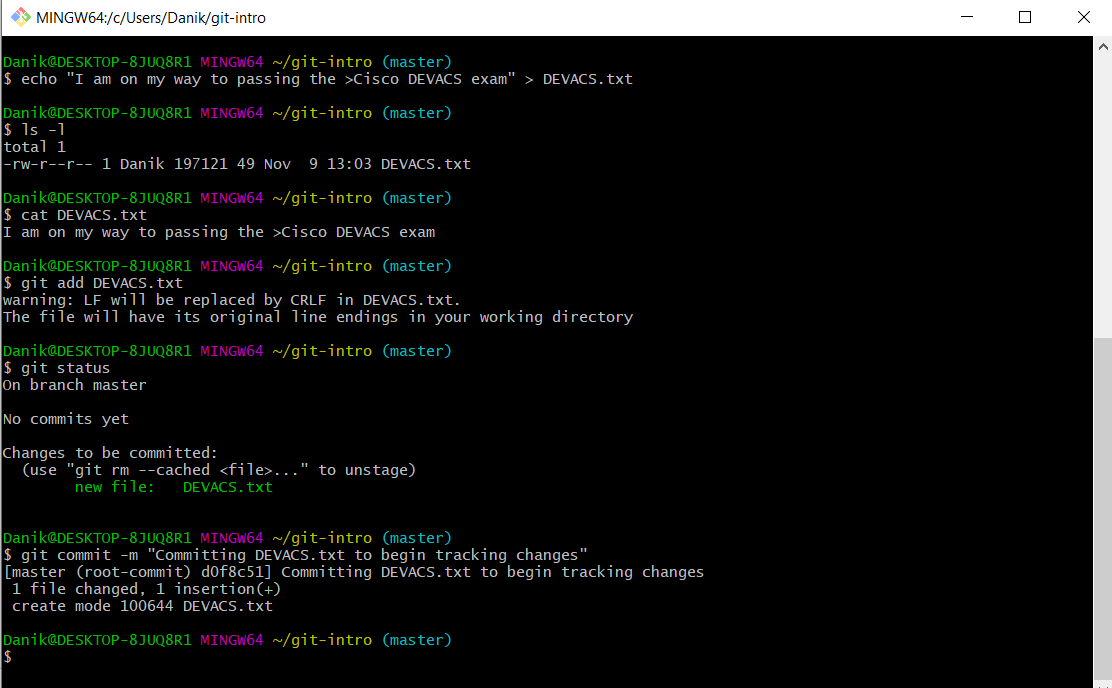 MINGW64:/c/Users/Danik/git-intro
Danik@DESKTOP-8JUQ8R1 MINGW64 ~/git-intro (master)
$ echo "I am on my way to passing the >Cisco DEVACS exam" > DEVACS.txt
Danik@DESKTOP-8JUQ8R1 MINGW64 ~/git-intro (master)
$ ls -l
total 1
-rw-r--r-- 1 Danik 197121 49 Nov  9 13:03 DEVACS.txt
Danik@DESKTOP-8JUQ8R1 MINGW64 ~/git-intro (master)
$ cat DEVACS.txt
I am on my way to passing the >Cisco DEVACS exam
Danik@DESKTOP-8JUQ8R1 MINGW64 ~/git-intro (master)
$ git add DEVACS.txt
warning: LF will be replaced by CRLF in DEVACS.txt.
The file will have its original line endings in your working directory
Danik@DESKTOP-8JUQ8R1 MINGW64 ~/git-intro (master)
$ git status
On branch master
No commits yet
Changes to be committed:
  (use "git rm --cached <file>..." to unstage)
        new file:   DEVACS.txt
Danik@DESKTOP-8JUQ8R1 MINGW64 ~/git-intro (master)
$ git commit -m "Committing DEVACS.txt to begin tracking changes"
[master (root-commit) d0f8c51] Committing DEVACS.txt to begin tracking changes
 1 file changed, 1 insertion(+)
 create mode 100644 DEVACS.txt
Danik@DESKTOP-8JUQ8R1 MINGW64 ~/git-intro (master)
$